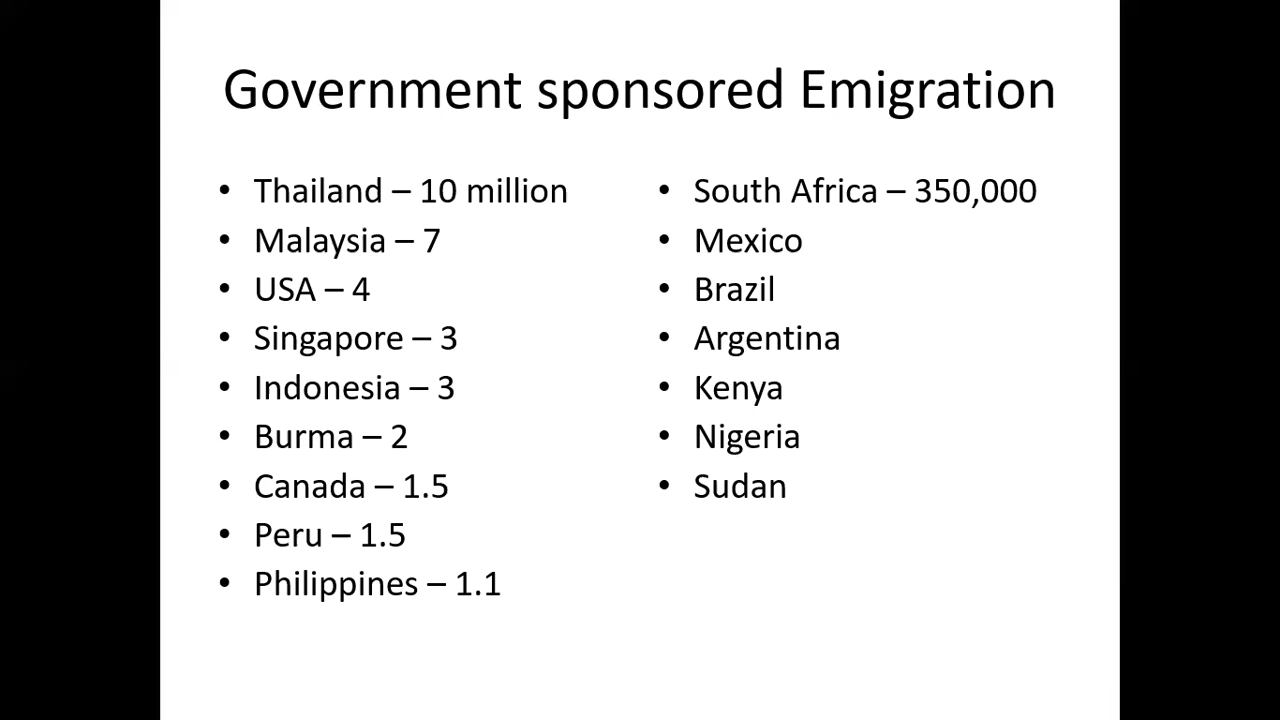 Government sponsored Emigration
• Thailand – 10 million
• Malaysia – 7
• USA – 4
• Singapore – 3
• Indonesia – 3
• Burma – 2
• Canada – 1.5
• Peru – 1.5
• Philippines – 1.1
• South Africa – 350,000
• Mexico
• Brazil
• Argentina
• Kenya
• Nigeria
• Sudan